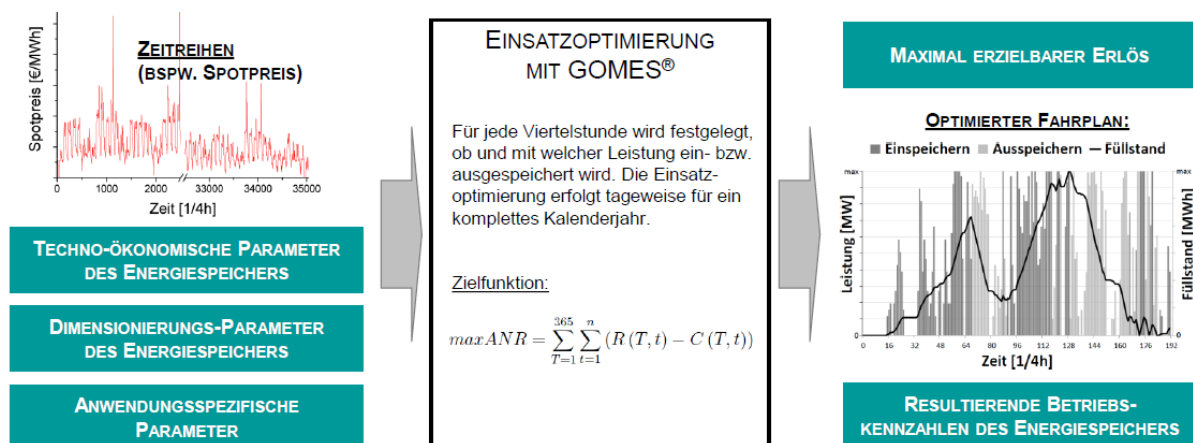 ZEITREIHEN
(BSPW. SPOTPREIS)
Spotpreis [€/MWh]
0 1000 2000 33000 34000 35000
Zeit [1/4h]
TECHNO-ÖKONOMISCHE PARAMETER
DES ENERGIESPEICHERS
DIMENSIONIERUNGS-PARAMETER
DES ENERGIESPEICHERS
ANWENDUNGSSPEZIFISCHE
PARAMETER
EINSATZOPTIMIERUNG
MIT GOMES®
Für jede Viertelstunde wird festgelegt,
ob und mit welcher Leistung ein- bzw.
ausgespeichert wird. Die Einsatz-
optimierung erfolgt tageweise für ein
komplettes Kalenderjahr.
Zielfunktion:
maxANR = \sum_{T=1}^{365} \sum_{t=1}^{n} (R (T, t) − C (T, t))
MAXIMAL ERZIELBARER ERLÖS
OPTIMIERTER FAHRPLAN:
Einspeichern Ausspeichern Füllstand
max max
Leistung [MW]
Füllstand [MWh]
0 0
0 16 32 48 64 80 96 112 128 144 160 176 192
Zeit [1/4h]
RESULTIERENDE BETRIEBS-
KENNZAHLEN DES ENERGIESPEICHERS